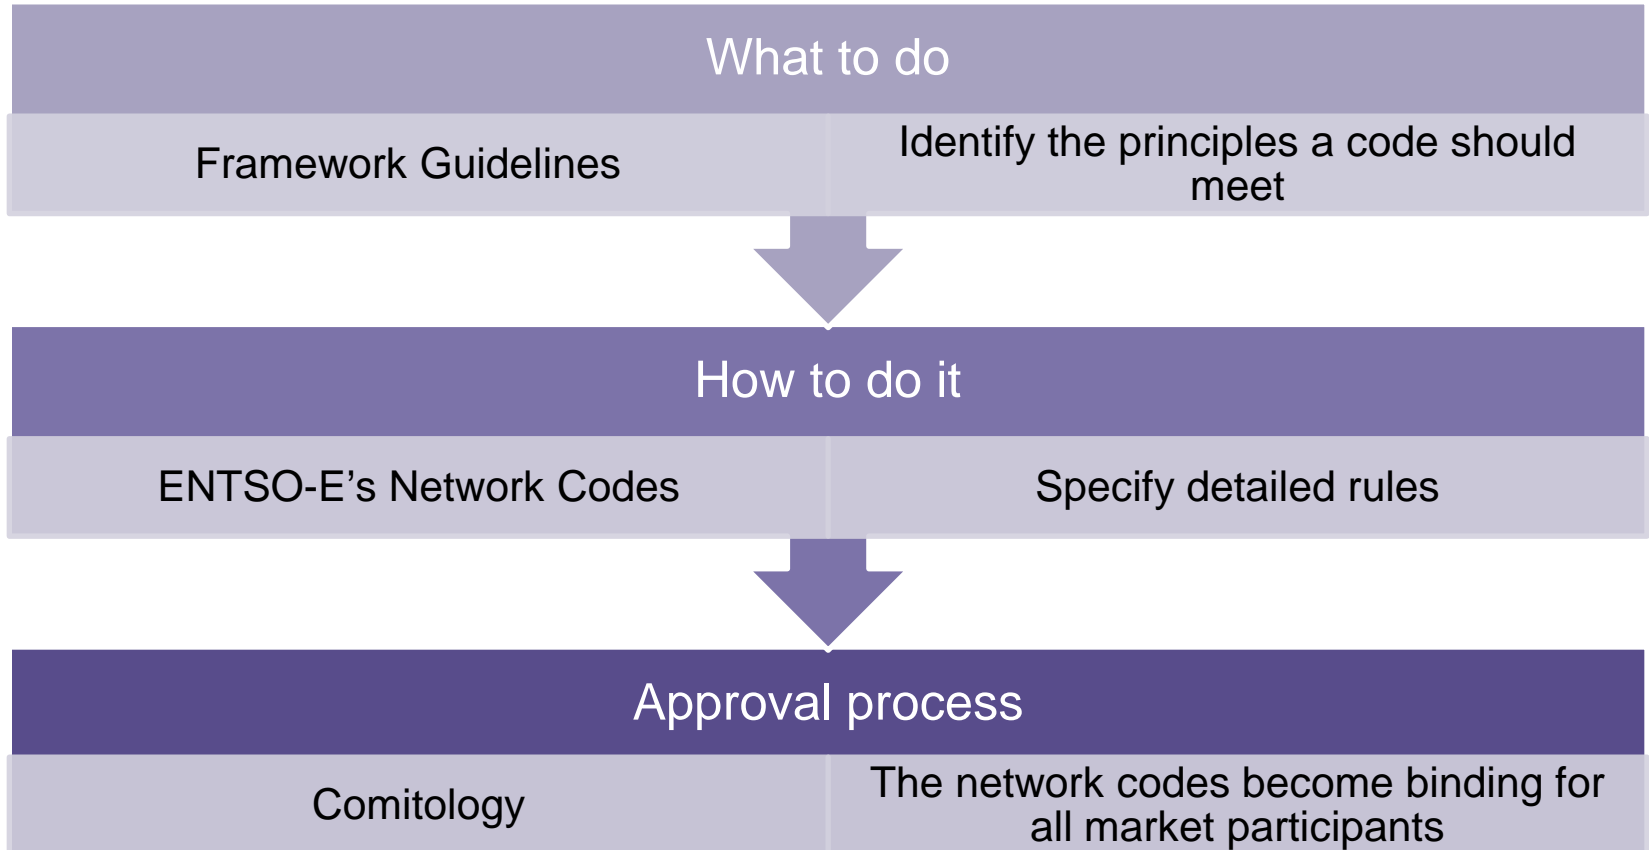 What to do
Framework Guidelines
Identify the principles a code should
meet
How to do it
ENTSO-E’s Network Codes
Specify detailed rules
Approval process
Comitology
The network codes become binding for
all market participants